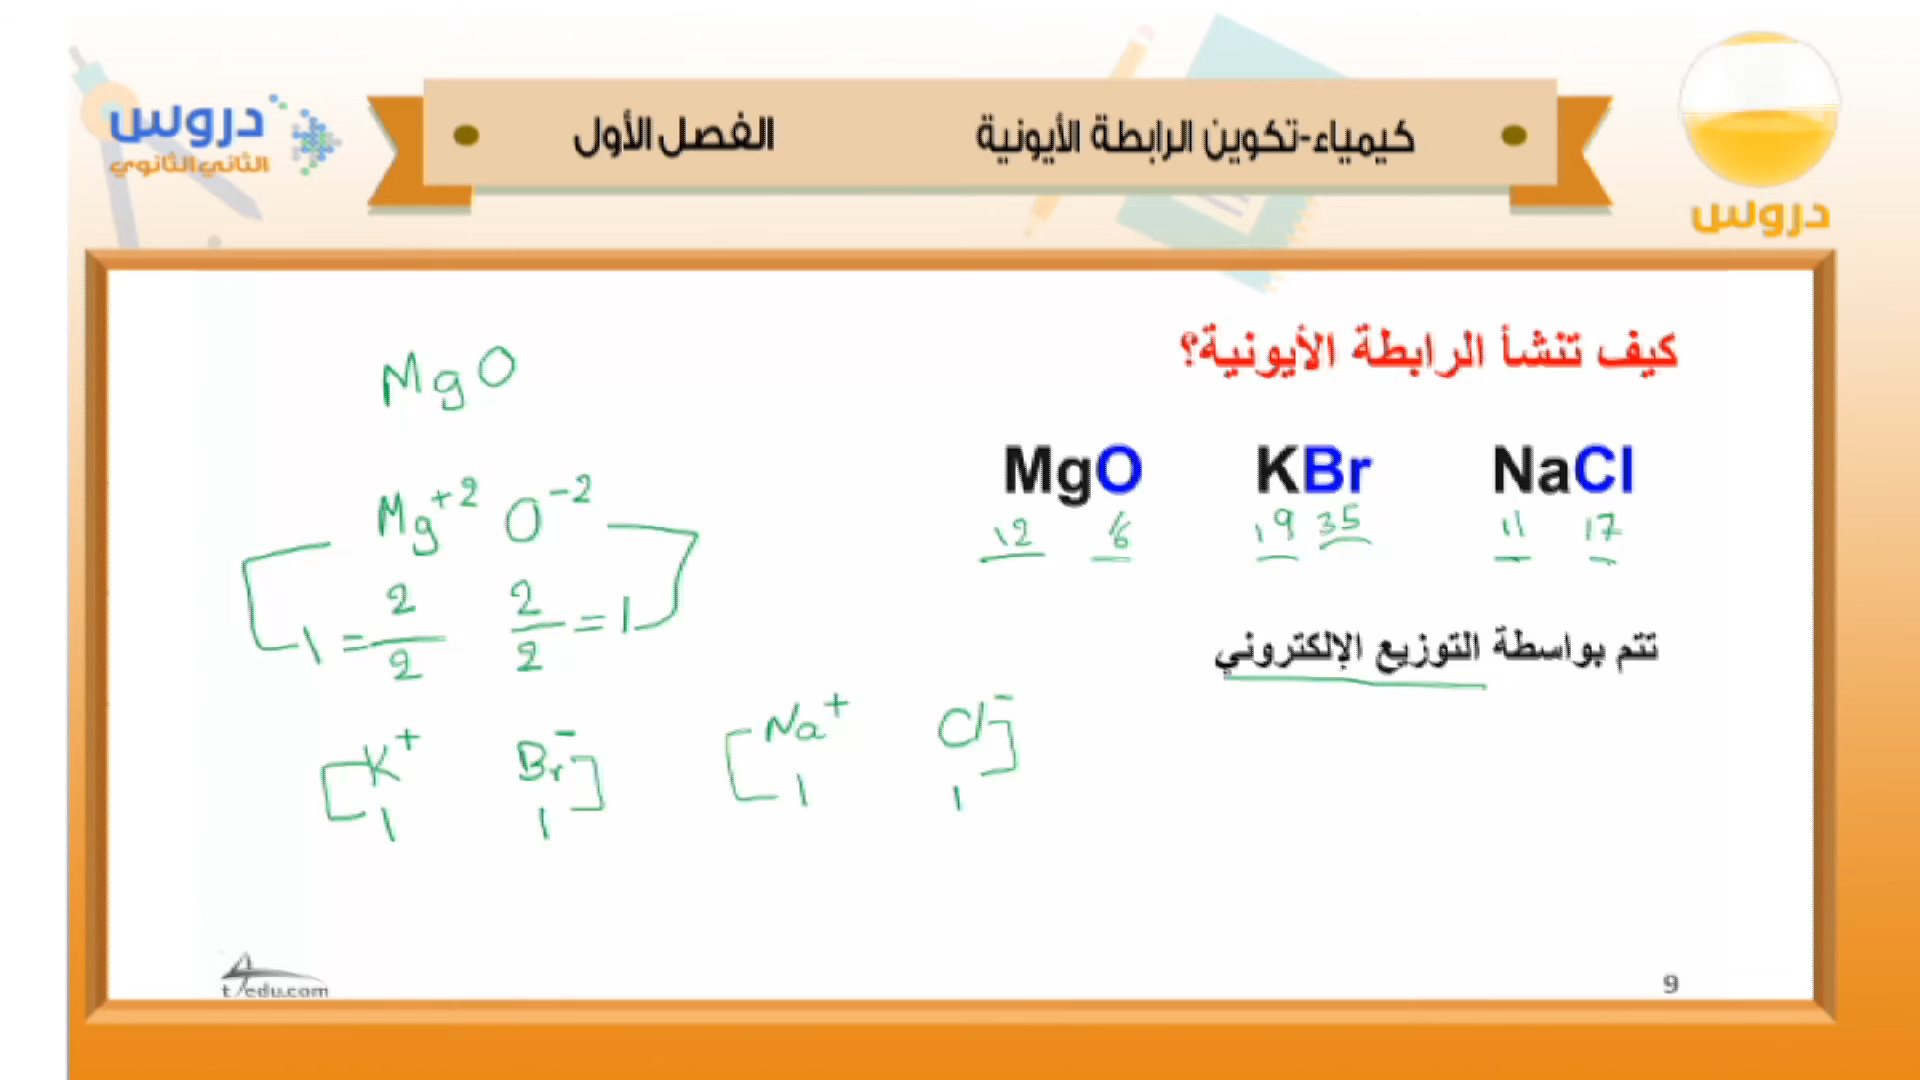 دروس
الثاني الثانوي
كيمياء-تكوين الرابطة الأيونية
الفصل الأول
دروس
كيف تنشأ الرابطة الأيونية؟
MgO KBr NaCl
12 8 19 35 11 17
تتم بواسطة التوزيع الإلكتروني
MgO
Mg+2 O-2
1 = 2/2 2/2 = 1
K+ Br-
1 1
Na+ Cl-
1 1
9